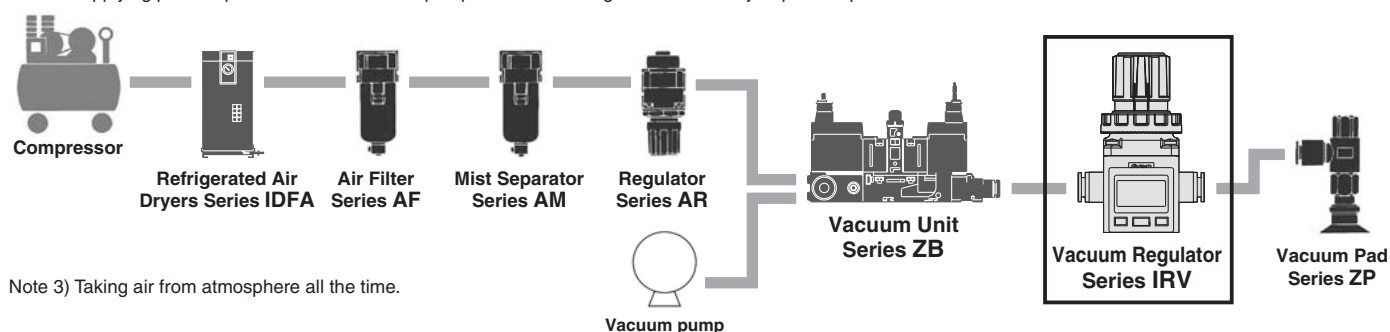 Compressor
Refrigerated Air
Dryers Series IDFA
Air Filter
Series AF
Mist Separator
Series AM
Regulator
Series AR
Vacuum Unit
Series ZB
Vacuum Regulator
Series IRV
Vacuum Pad
Series ZP
Note 3) Taking air from atmosphere all the time.
Vacuum pump